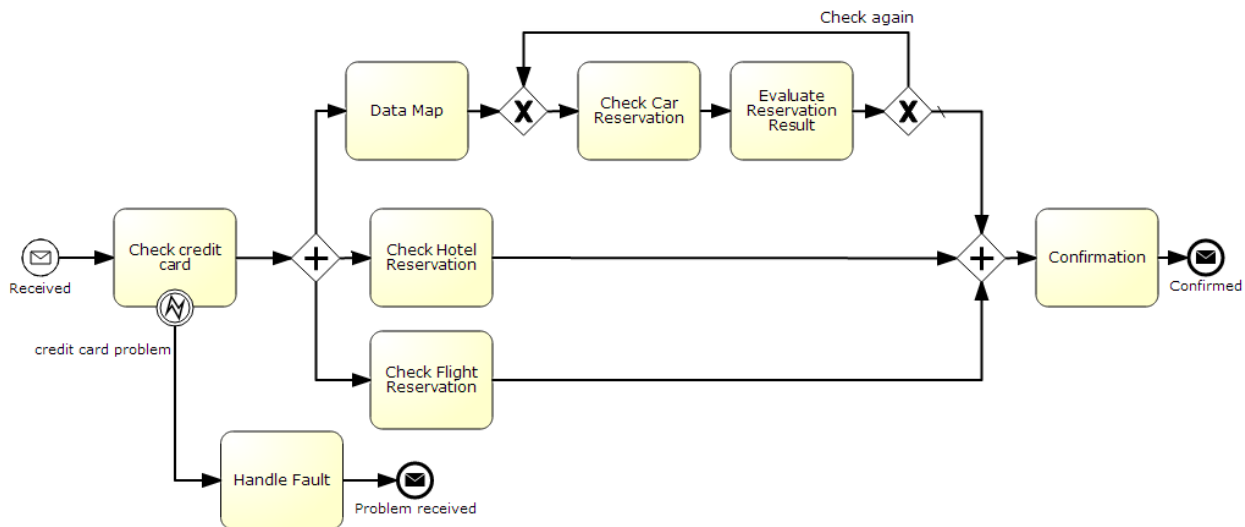 Check again
Data Map
Check Car
Reservation
Evaluate
Reservation
Result
Check credit
card
Check Hotel
Reservation
Confirmation
Received
Confirmed
credit card problem
Check Flight
Reservation
Handle Fault
Problem received